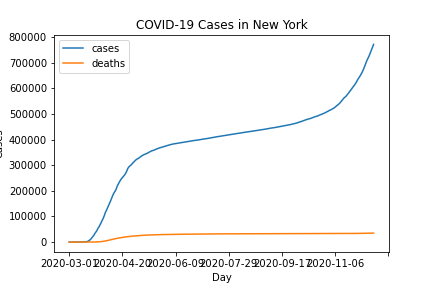 COVID-19 Cases in New York
cases
deaths
800000
700000
600000
500000
400000
300000
200000
100000
0
cases
2020-03-01 2020-04-20 2020-06-09 2020-07-29 2020-09-17 2020-11-06
Day